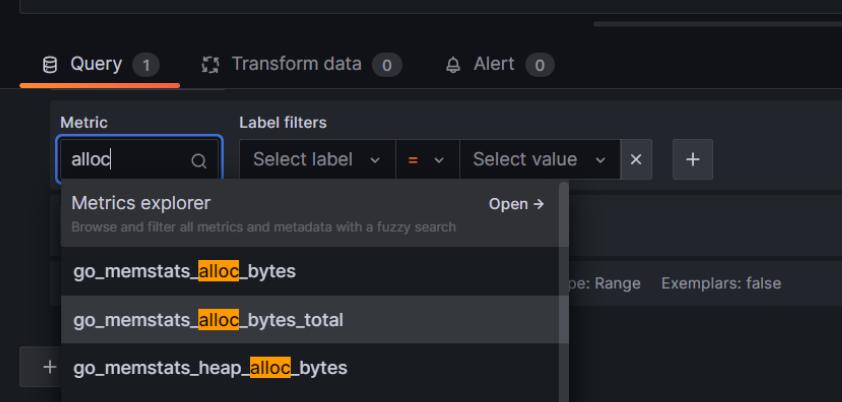 Query 1 Transform data 0 Alert 0
Metric Label filters
alloc Select label = Select value × +
Metrics explorer Open →
Browse and filter all metrics and metadata with a fuzzy search
go_memstats_alloc_bytes
pe: Range Exemplars: false
go_memstats_alloc_bytes_total
+
go_memstats_heap_alloc_bytes